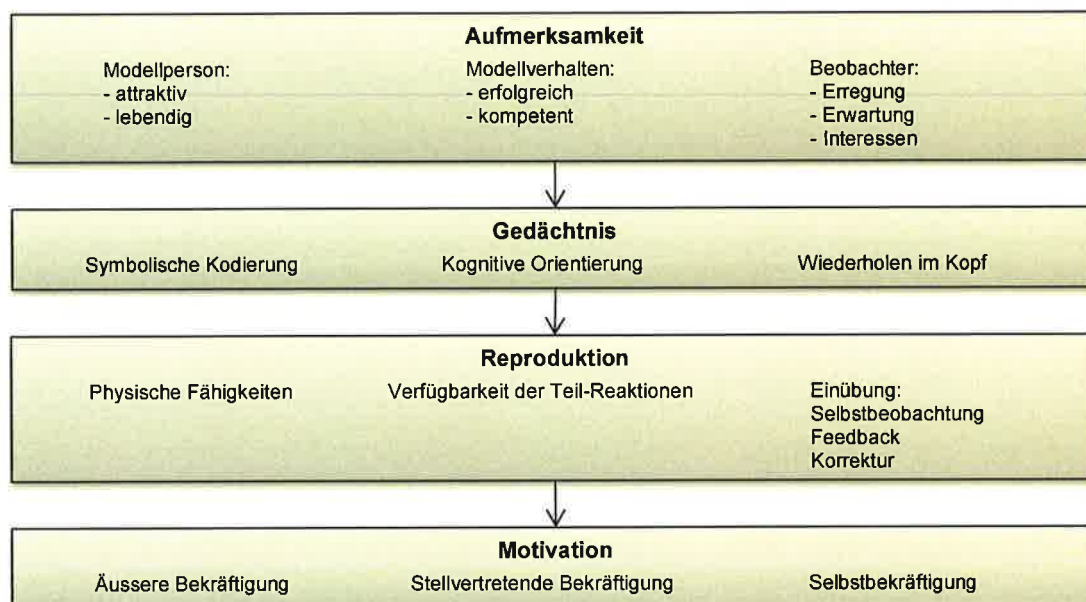 Aufmerksamkeit
Modellperson:
- attraktiv
- lebendig
Modellverhalten:
- erfolgreich
- kompetent
Beobachter:
- Erregung
- Erwartung
- Interessen
Gedächtnis
Symbolische Kodierung
Kognitive Orientierung
Wiederholen im Kopf
Reproduktion
Physische Fähigkeiten
Verfügbarkeit der Teil-Reaktionen
Einübung:
Selbstbeobachtung
Feedback
Korrektur
Motivation
Äussere Bekräftigung
Stellvertretende Bekräftigung
Selbstbekräftigung